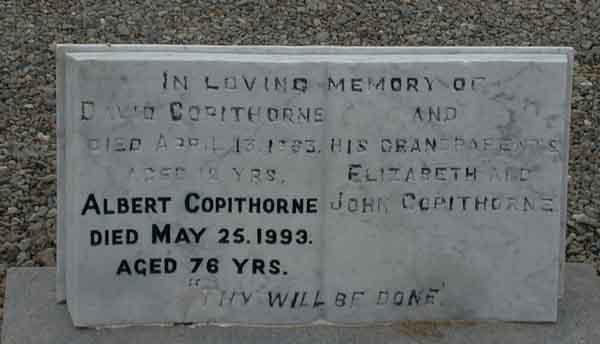 IN LOVING MEMORY OF
DAVID COPITHORNE
DIED APRIL 13.
AGED YRS.
ALBERT COPITHORNE
DIED MAY 25.1993.
AGED 76 YRS.
AND
HIS GRANDPARENTS
ELIZABETH AND
JOHN COPITHORNE
"THY WILL BE DONE"